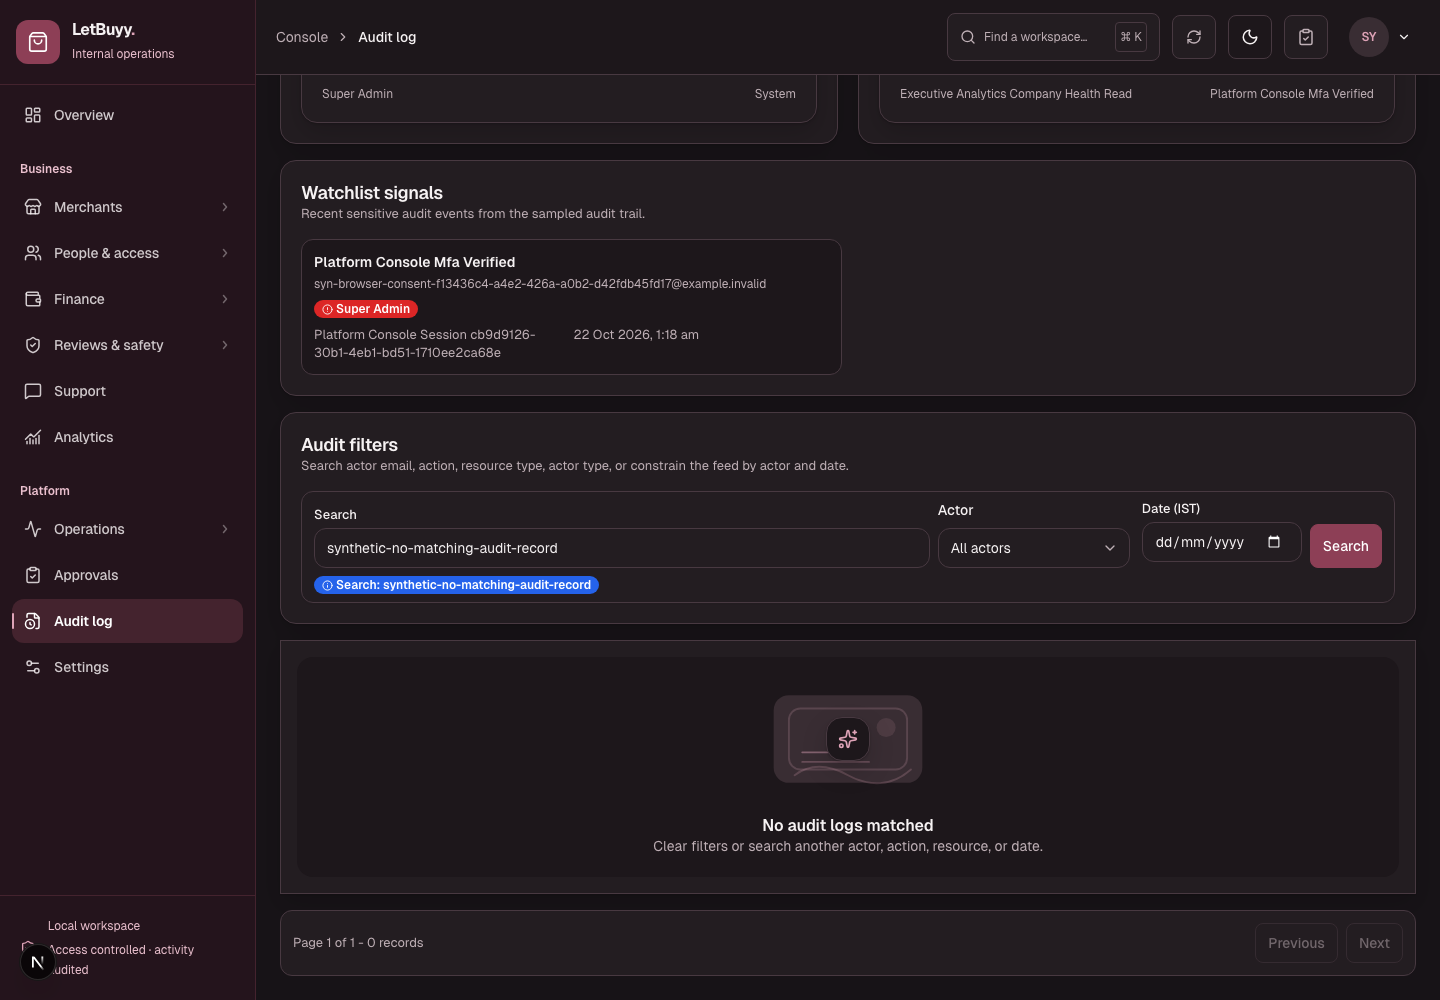 LetBuyy.
Internal operations
Overview
Business
Merchants
People & access
Finance
Reviews & safety
Support
Analytics
Platform
Operations
Approvals
Audit log
Settings
Local workspace
Access controlled · activity
audited
N
Console > Audit log
Find a workspace...
⌘ K
SY
Super Admin
System
Executive Analytics Company Health Read
Platform Console Mfa Verified
Watchlist signals
Recent sensitive audit events from the sampled audit trail.
Platform Console Mfa Verified
syn-browser-consent-f13436c4-a4e2-426a-a0b2-d42fdb45fd17@example.invalid
Super Admin
Platform Console Session cb9d9126-
30b1-4eb1-bd51-1710ee2ca68e
22 Oct 2026, 1:18 am
Audit filters
Search actor email, action, resource type, actor type, or constrain the feed by actor and date.
Search
synthetic-no-matching-audit-record
Actor
All actors
Date (IST)
dd/mm/yyyy
Search
Search: synthetic-no-matching-audit-record
No audit logs matched
Clear filters or search another actor, action, resource, or date.
Page 1 of 1 - 0 records
Previous
Next